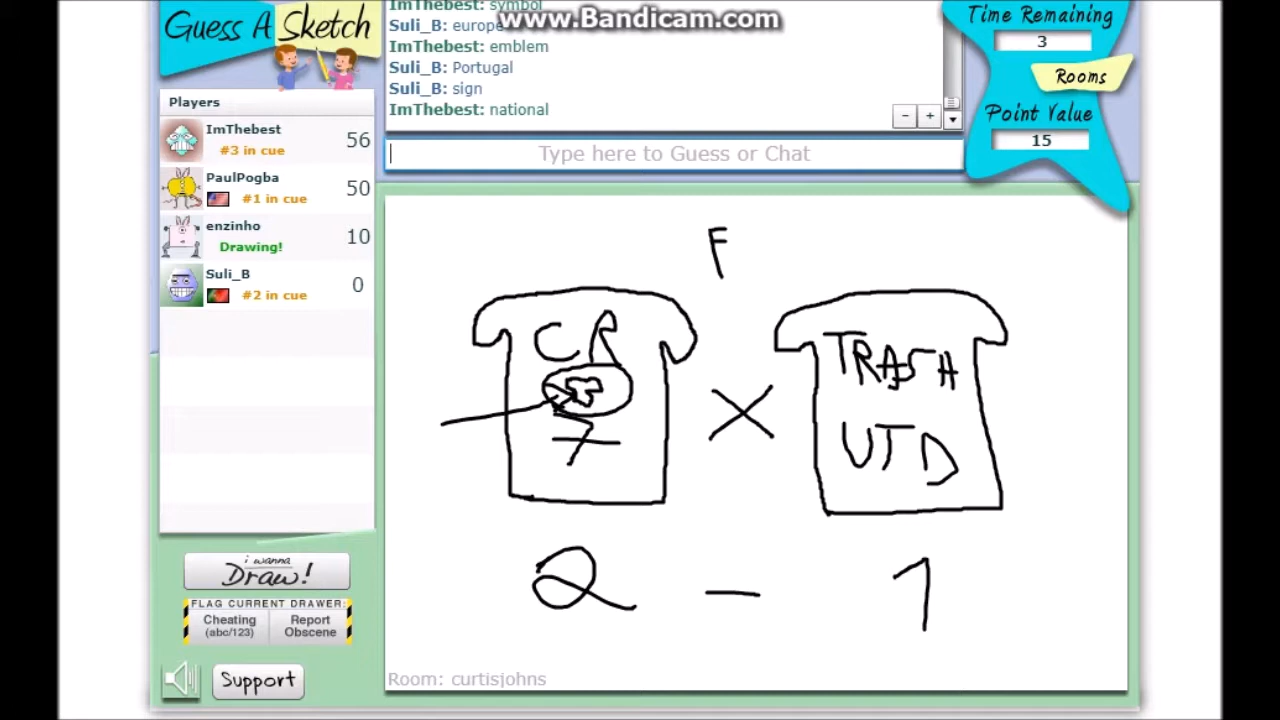 Guess A Sketch
www.Bandicam.com
ImThebest: symbol
Suli_B: europe
ImThebest: emblem
Suli_B: Portugal
Suli_B: sign
ImThebest: national
- +
Type here to Guess or Chat
Time Remaining
3
Rooms
Point Value
15
Players
ImThebest 56
#3 in cue
PaulPogba 50
#1 in cue
enzinho 10
Drawing!
Suli_B 0
#2 in cue
i wanna
Draw!
FLAG CURRENT DRAWER:
Cheating
(abc/123)
Report
Obscene
Support
F
CR
7
X
TRASH
UTD
2 - 1
Room: curtisjohns